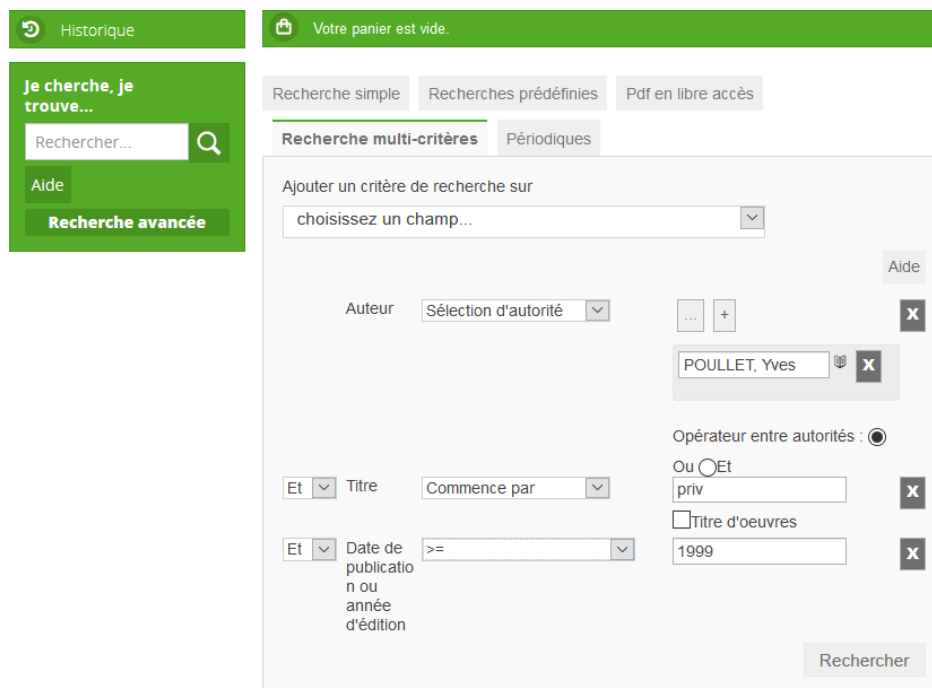 Historique
Votre panier est vide.
Je cherche, je
trouve...
Rechercher...
Aide
Recherche avancée
Recherche simple
Recherches prédéfinies
Pdf en libre accès
Recherche multi-critères
Périodiques
Ajouter un critère de recherche sur
choisissez un champ...
Aide
Auteur
Sélection d'autorité
...
+
X
POULLET, Yves
X
Opérateur entre autorités :
Ou Et
Et
Titre
Commence par
priv
X
Titre d'oeuvres
Et
Date de
publicatio
n ou
année
d'édition
>=
1999
X
Rechercher